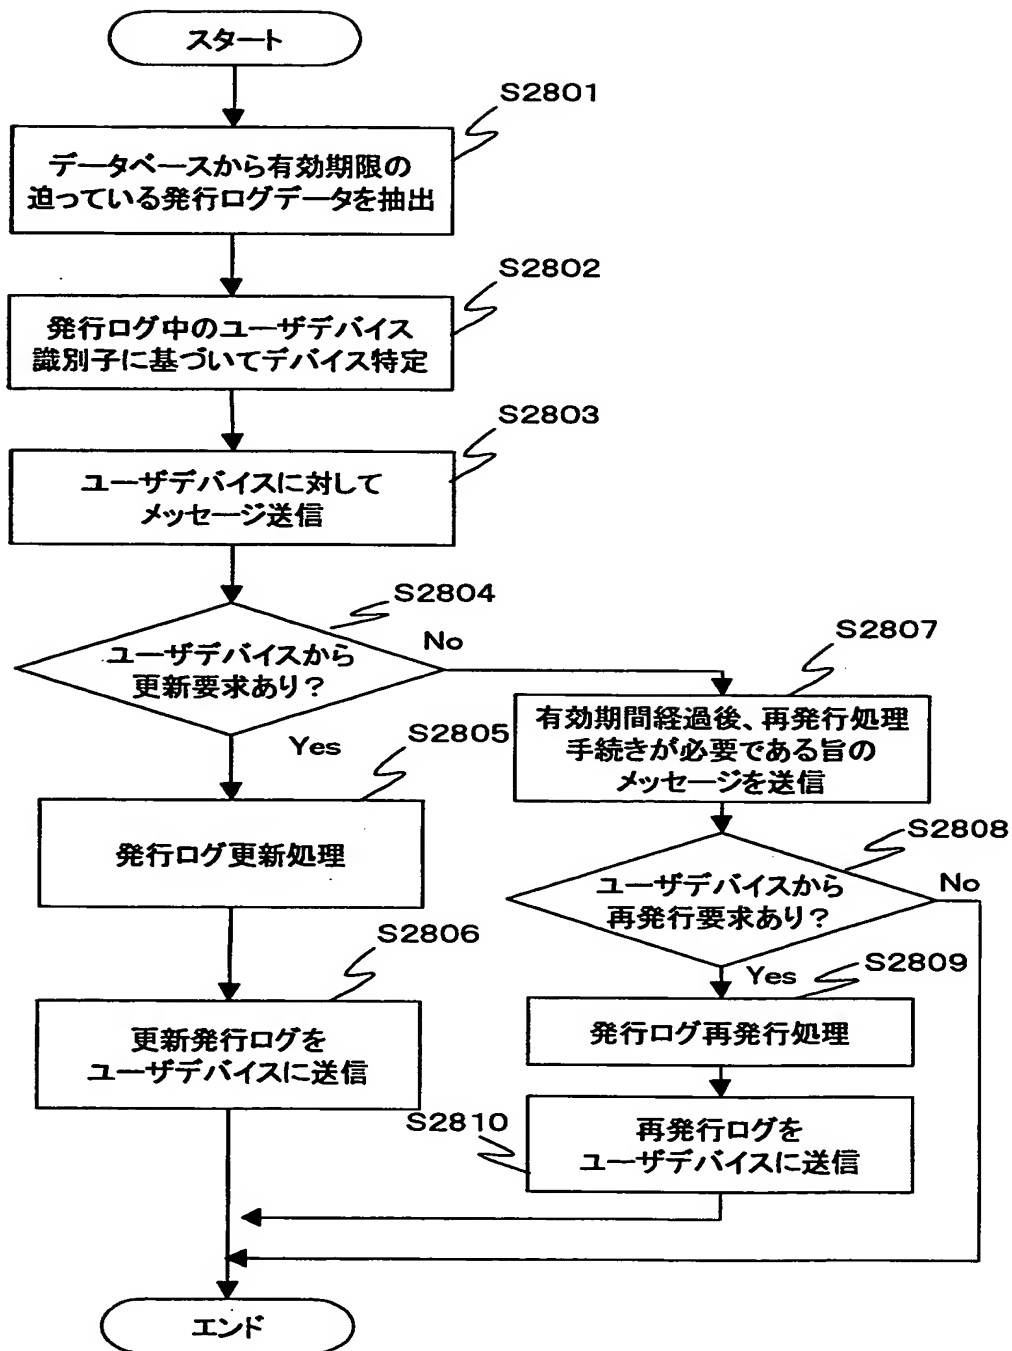 スタート
S2801
データベースから有効期限の
迫っている発行ログデータを抽出
S2802
発行ログ中のユーザデバイス
識別子に基づいてデバイス特定
S2803
ユーザデバイスに対して
メッセージ送信
S2804
ユーザデバイスから
更新要求あり?
No
Yes
S2805
発行ログ更新処理
S2806
更新発行ログを
ユーザデバイスに送信
S2807
有効期間経過後、再発行処理
手続きが必要である旨の
メッセージを送信
S2808
ユーザデバイスから
再発行要求あり?
No
Yes
S2809
発行ログ再発行処理
S2810
再発行ログを
ユーザデバイスに送信
エンド